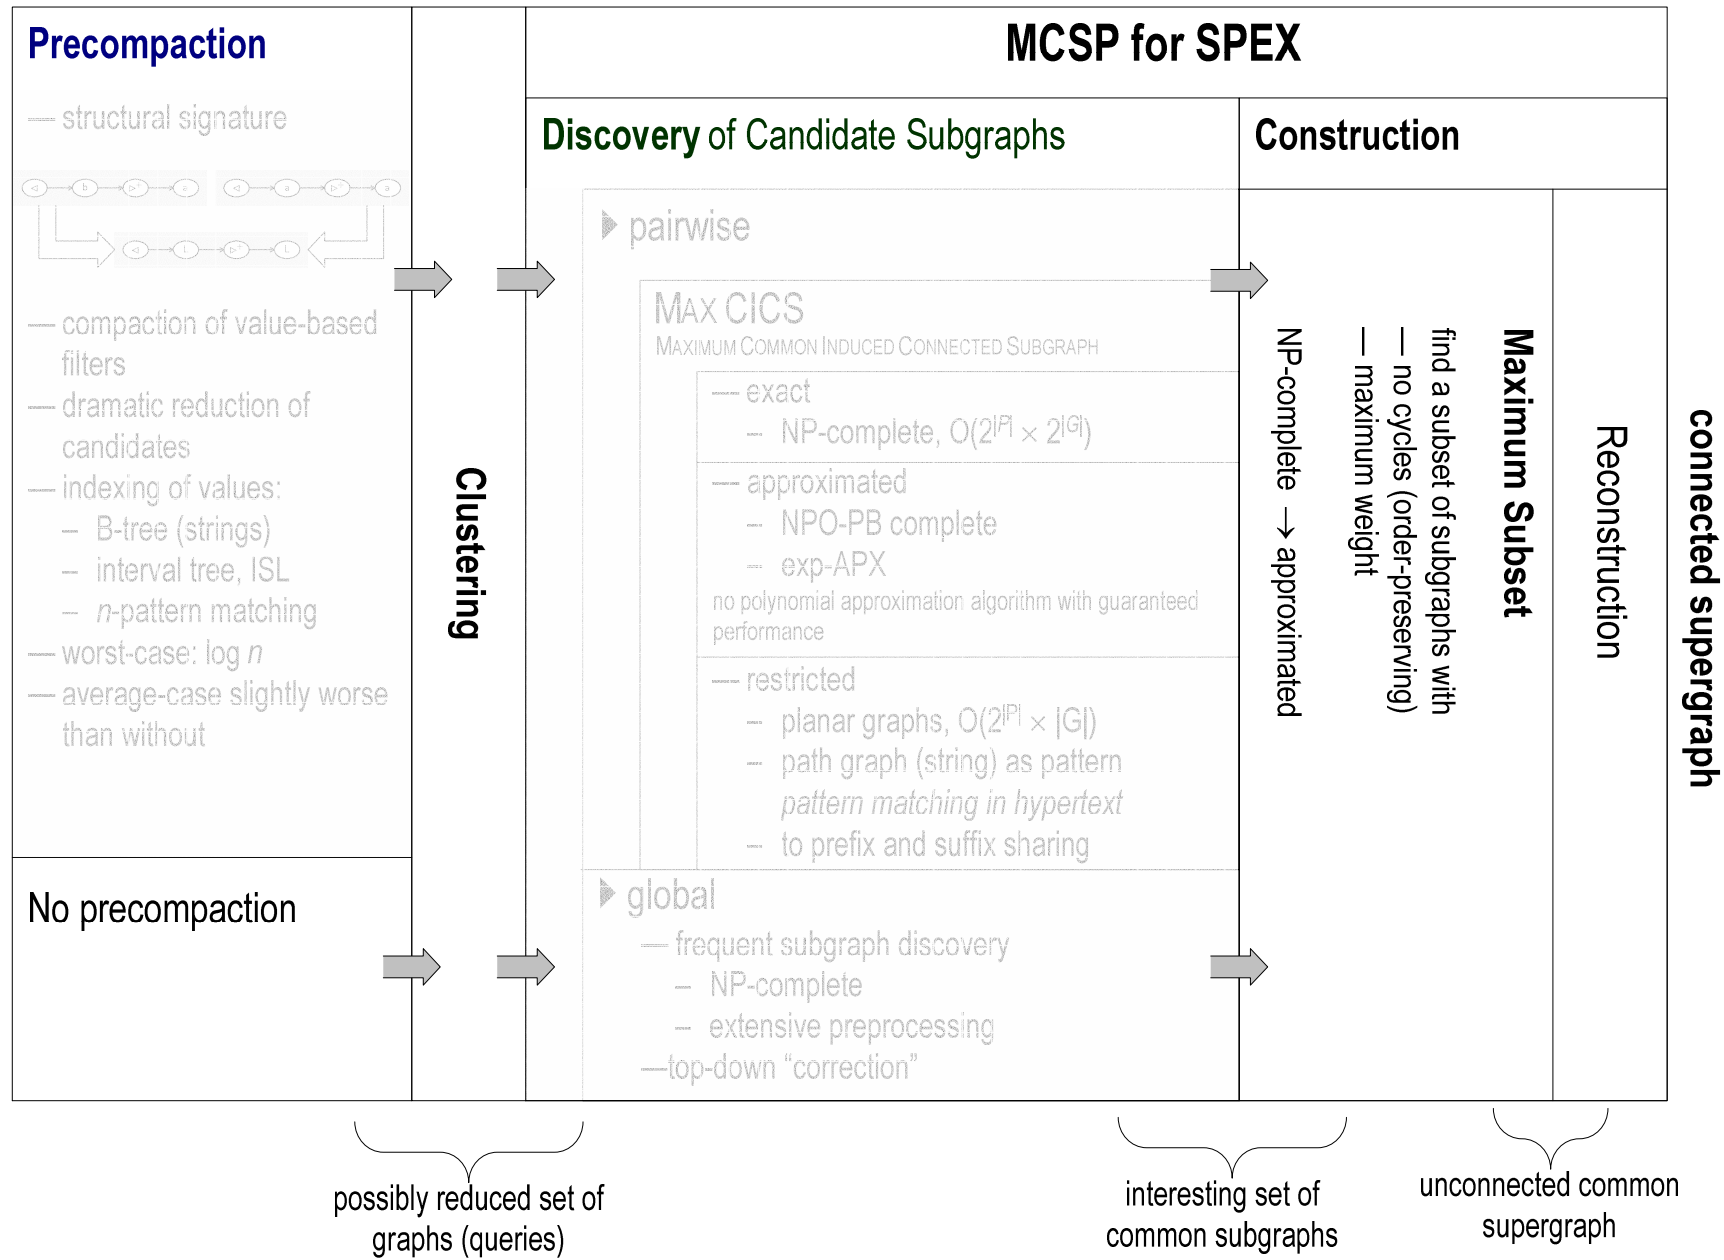 Precompaction
— structural signature
◁ b ▷⁺ a
◁ a ▷⁺ a
◁ L ▷⁺ L
— compaction of value-based
filters
— dramatic reduction of
candidates
— indexing of values:
– B-tree (strings)
– interval tree, ISL
– n-pattern matching
— worst-case: log n
— average-case slightly worse
than without
No precompaction
Clustering
MCSP for SPEX
Discovery of Candidate Subgraphs
pairwise
MAX CICS
MAXIMUM COMMON INDUCED CONNECTED SUBGRAPH
— exact
– NP-complete, O(2^|P| × 2^|G|)
— approximated
– NPO-PB complete
– exp-APX
no polynomial approximation algorithm with guaranteed
performance
— restricted
– planar graphs, O(2^|P| × |G|)
– path graph (string) as pattern
pattern matching in hypertext
– to prefix and suffix sharing
global
— frequent subgraph discovery
– NP-complete
– extensive preprocessing
—top-down “correction”
Construction
Maximum Subset
find a subset of subgraphs with
— no cycles (order-preserving)
— maximum weight
NP-complete → approximated
Reconstruction
connected supergraph
possibly reduced set of
graphs (queries)
interesting set of
common subgraphs
unconnected common
supergraph